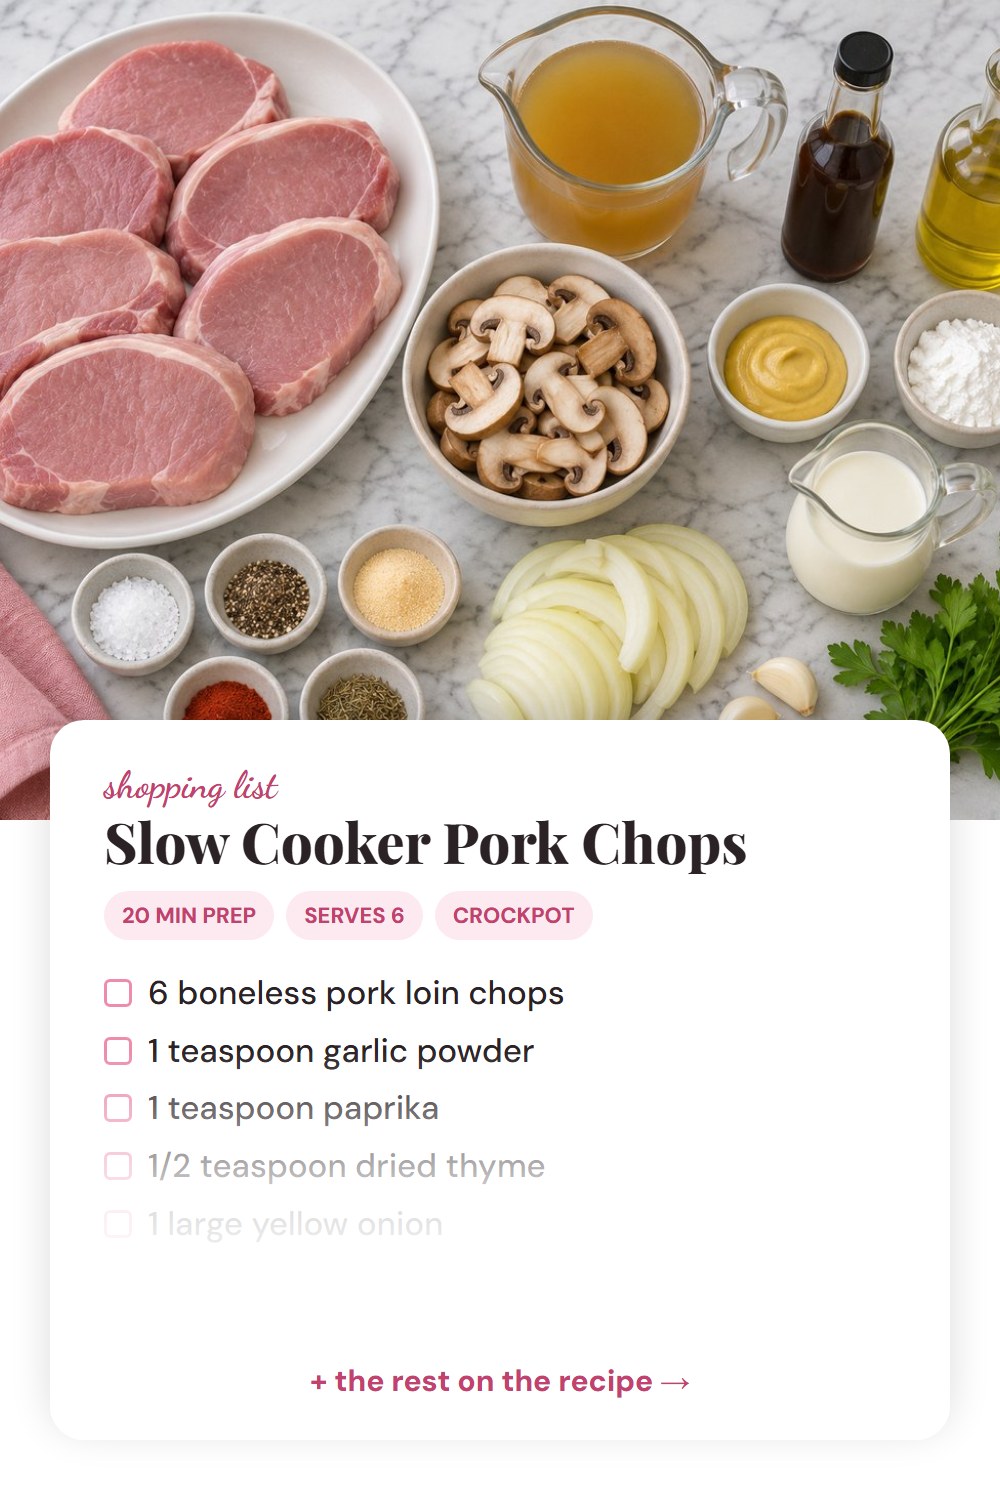 shopping list
Slow Cooker Pork Chops
20 MIN PREP SERVES 6 CROCKPOT
6 boneless pork loin chops
1 teaspoon garlic powder
1 teaspoon paprika
1/2 teaspoon dried thyme
1 large yellow onion
+ the rest on the recipe →